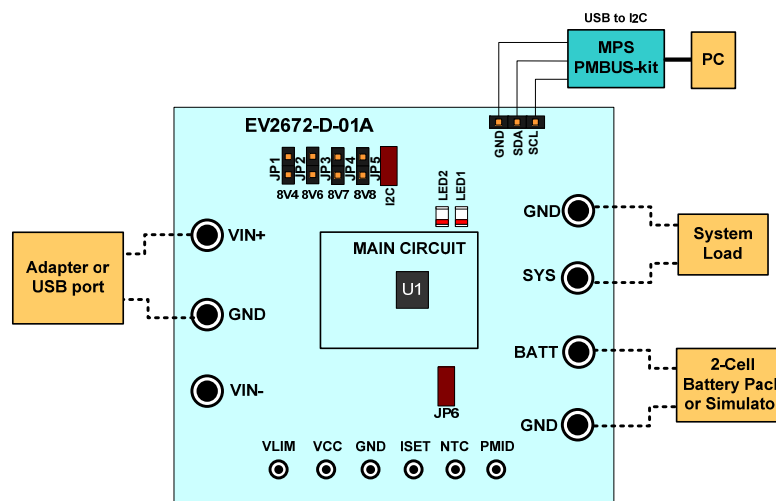 USB to I2C
MPS
PMBUS-kit
PC
EV2672-D-01A
GND
SDA
SCL
JP1
JP2
JP3
JP4
JP5
8V4
8V6
8V7
8V8
I2C
LED2
LED1
Adapter or
USB port
VIN+
GND
VIN-
MAIN CIRCUIT
U1
GND
SYS
BATT
GND
System
Load
2-Cell
Battery Pack
or Simulato
JP6
VLIM
VCC
GND
ISET
NTC
PMID